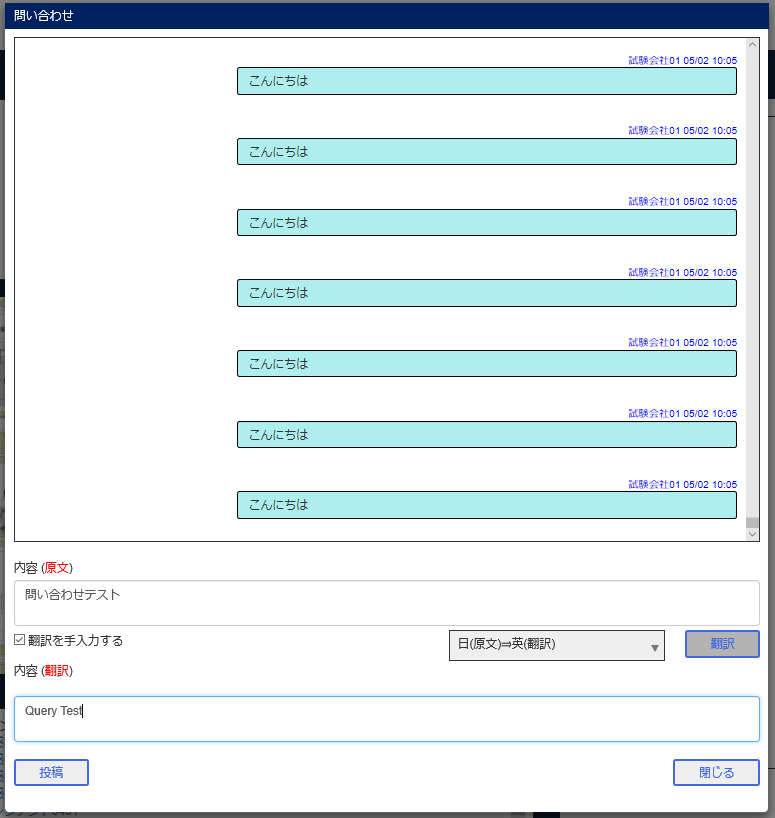 問い合わせ
試験会社01 05/02 10:05
こんにちは
試験会社01 05/02 10:05
こんにちは
試験会社01 05/02 10:05
こんにちは
試験会社01 05/02 10:05
こんにちは
試験会社01 05/02 10:05
こんにちは
試験会社01 05/02 10:05
こんにちは
試験会社01 05/02 10:05
こんにちは
内容 (原文)
問い合わせテスト
翻訳を手入力する
日(原文)⇒英(翻訳)
翻訳
内容 (翻訳)
Query Test
投稿
閉じる